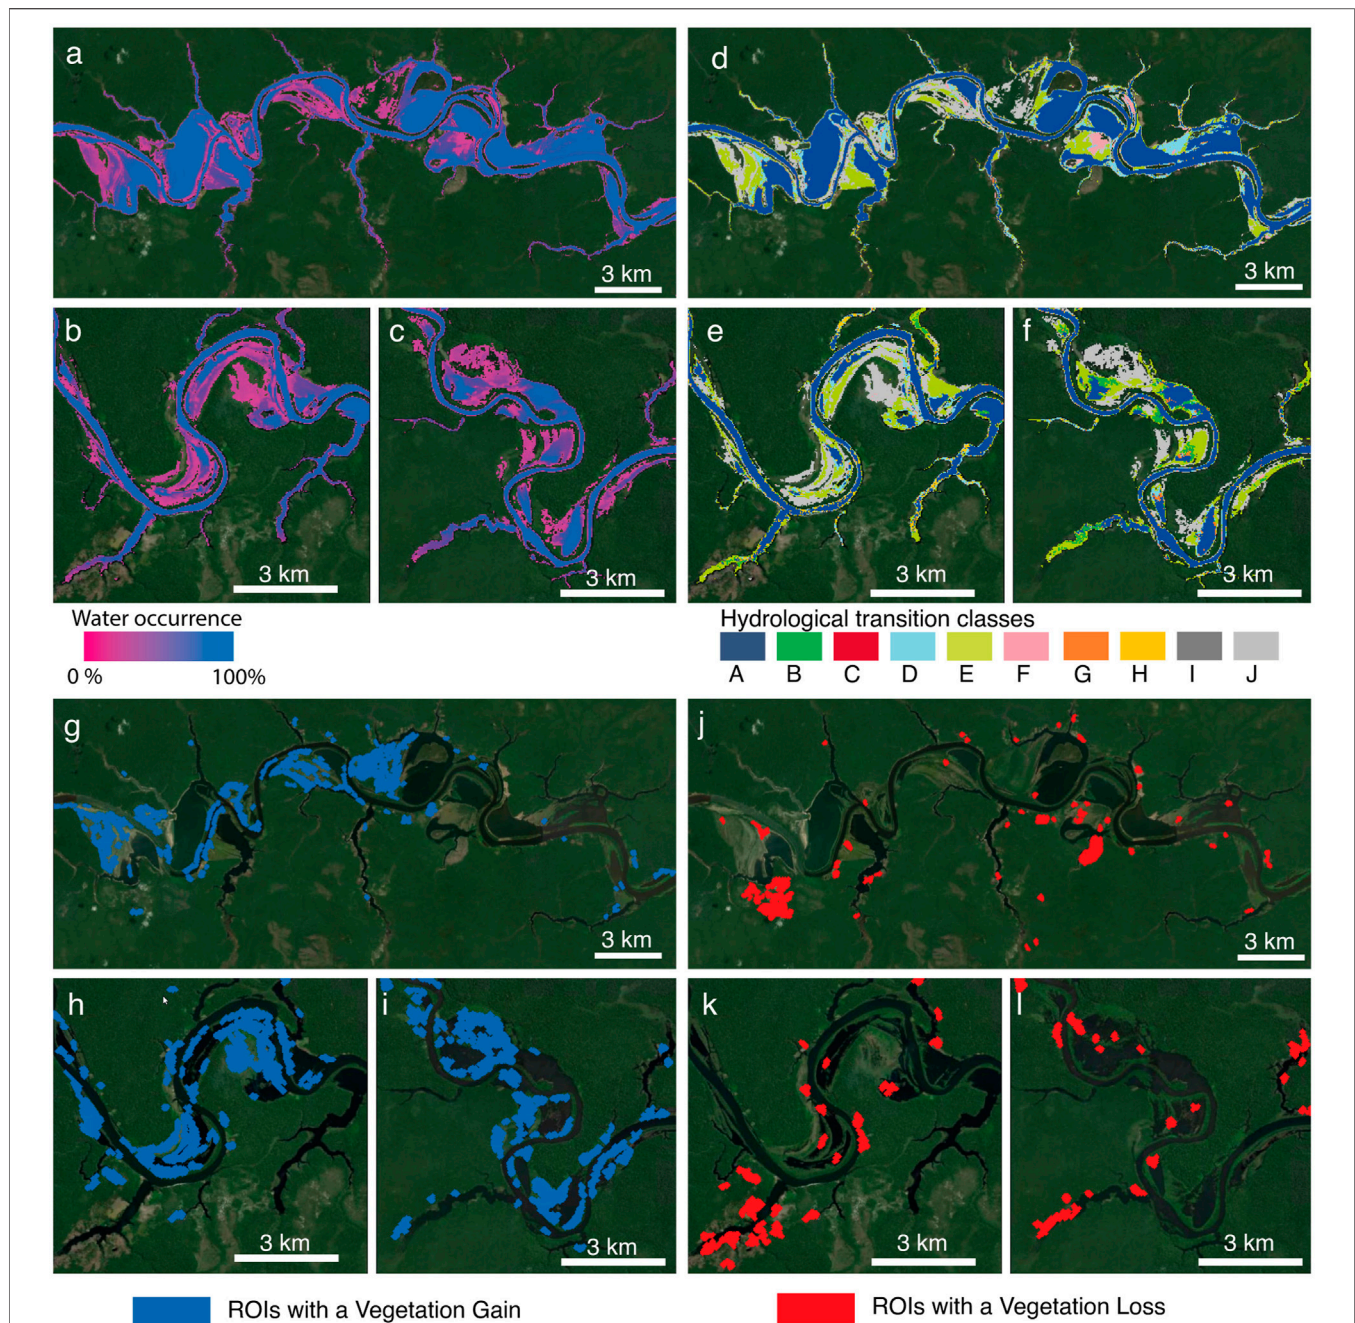 a
d
3 km
3 km
b
c
e
f
3 km
3 km
3 km
3 km
Water occurrence
0 %
100%
Hydrological transition classes
A B C D E F G H I J
g
j
3 km
3 km
h
i
k
l
3 km
3 km
3 km
3 km
ROIs with a Vegetation Gain
ROIs with a Vegetation Loss